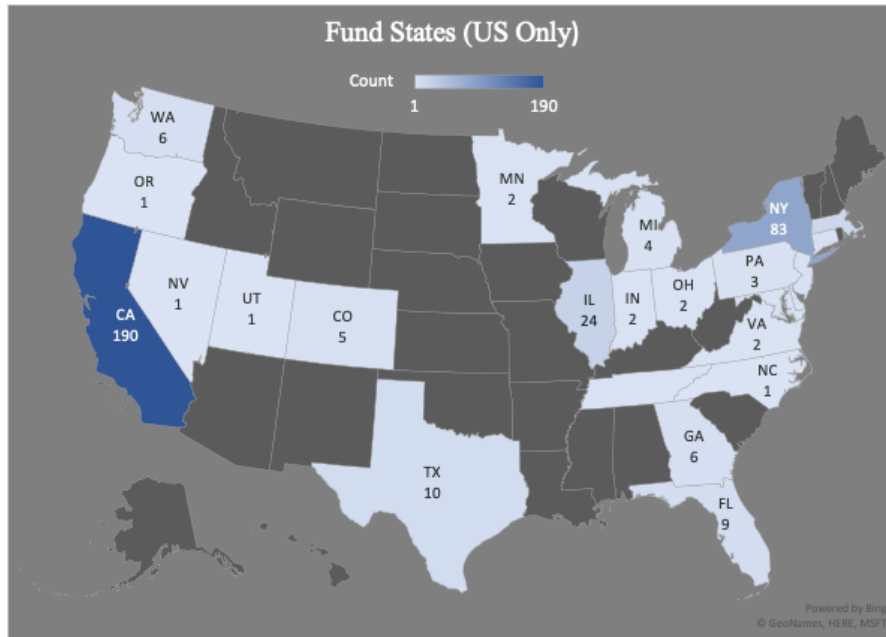 Fund States (US Only)
Count
1 190
WA
6
OR
1
MN
2
NY
83
MI
4
NV
1
UT
1
CO
5
CA
190
IL
24
IN
2
OH
2
PA
3
VA
2
NC
1
GA
6
TX
10
FL
9
Powered by Bing
© GeoNames, HERE, MSFT